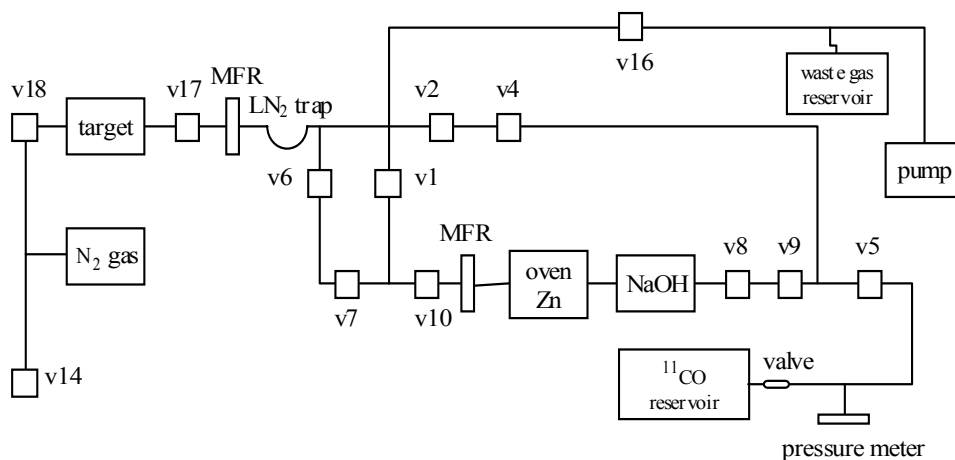 v16
waste gas
reservoir
pump
v18
target
v17
MFR
LN2 trap
v2
v4
v6
v1
N2 gas
MFR
oven
Zn
NaOH
v8
v9
v5
v7
v10
v14
11CO
reservoir
valve
pressure meter